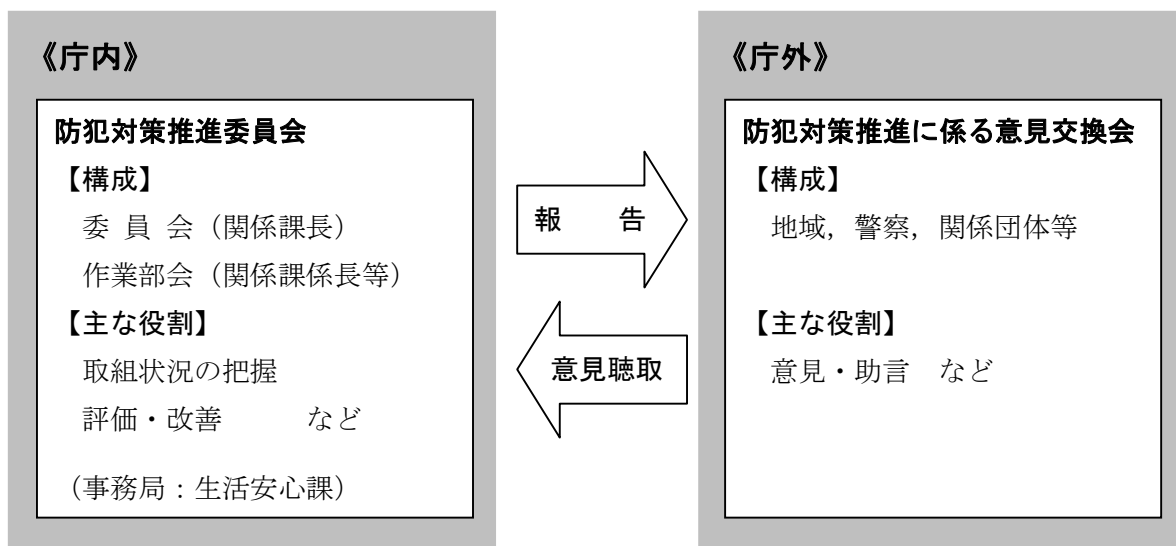 《庁内》
防犯対策推進委員会
【構成】
委 員 会（関係課長）
作業部会（関係課係長等）
【主な役割】
取組状況の把握
評価・改善　　　など
（事務局：生活安心課）
報　　告
意見聴取
《庁外》
防犯対策推進に係る意見交換会
【構成】
地域，警察，関係団体等
【主な役割】
意見・助言　など